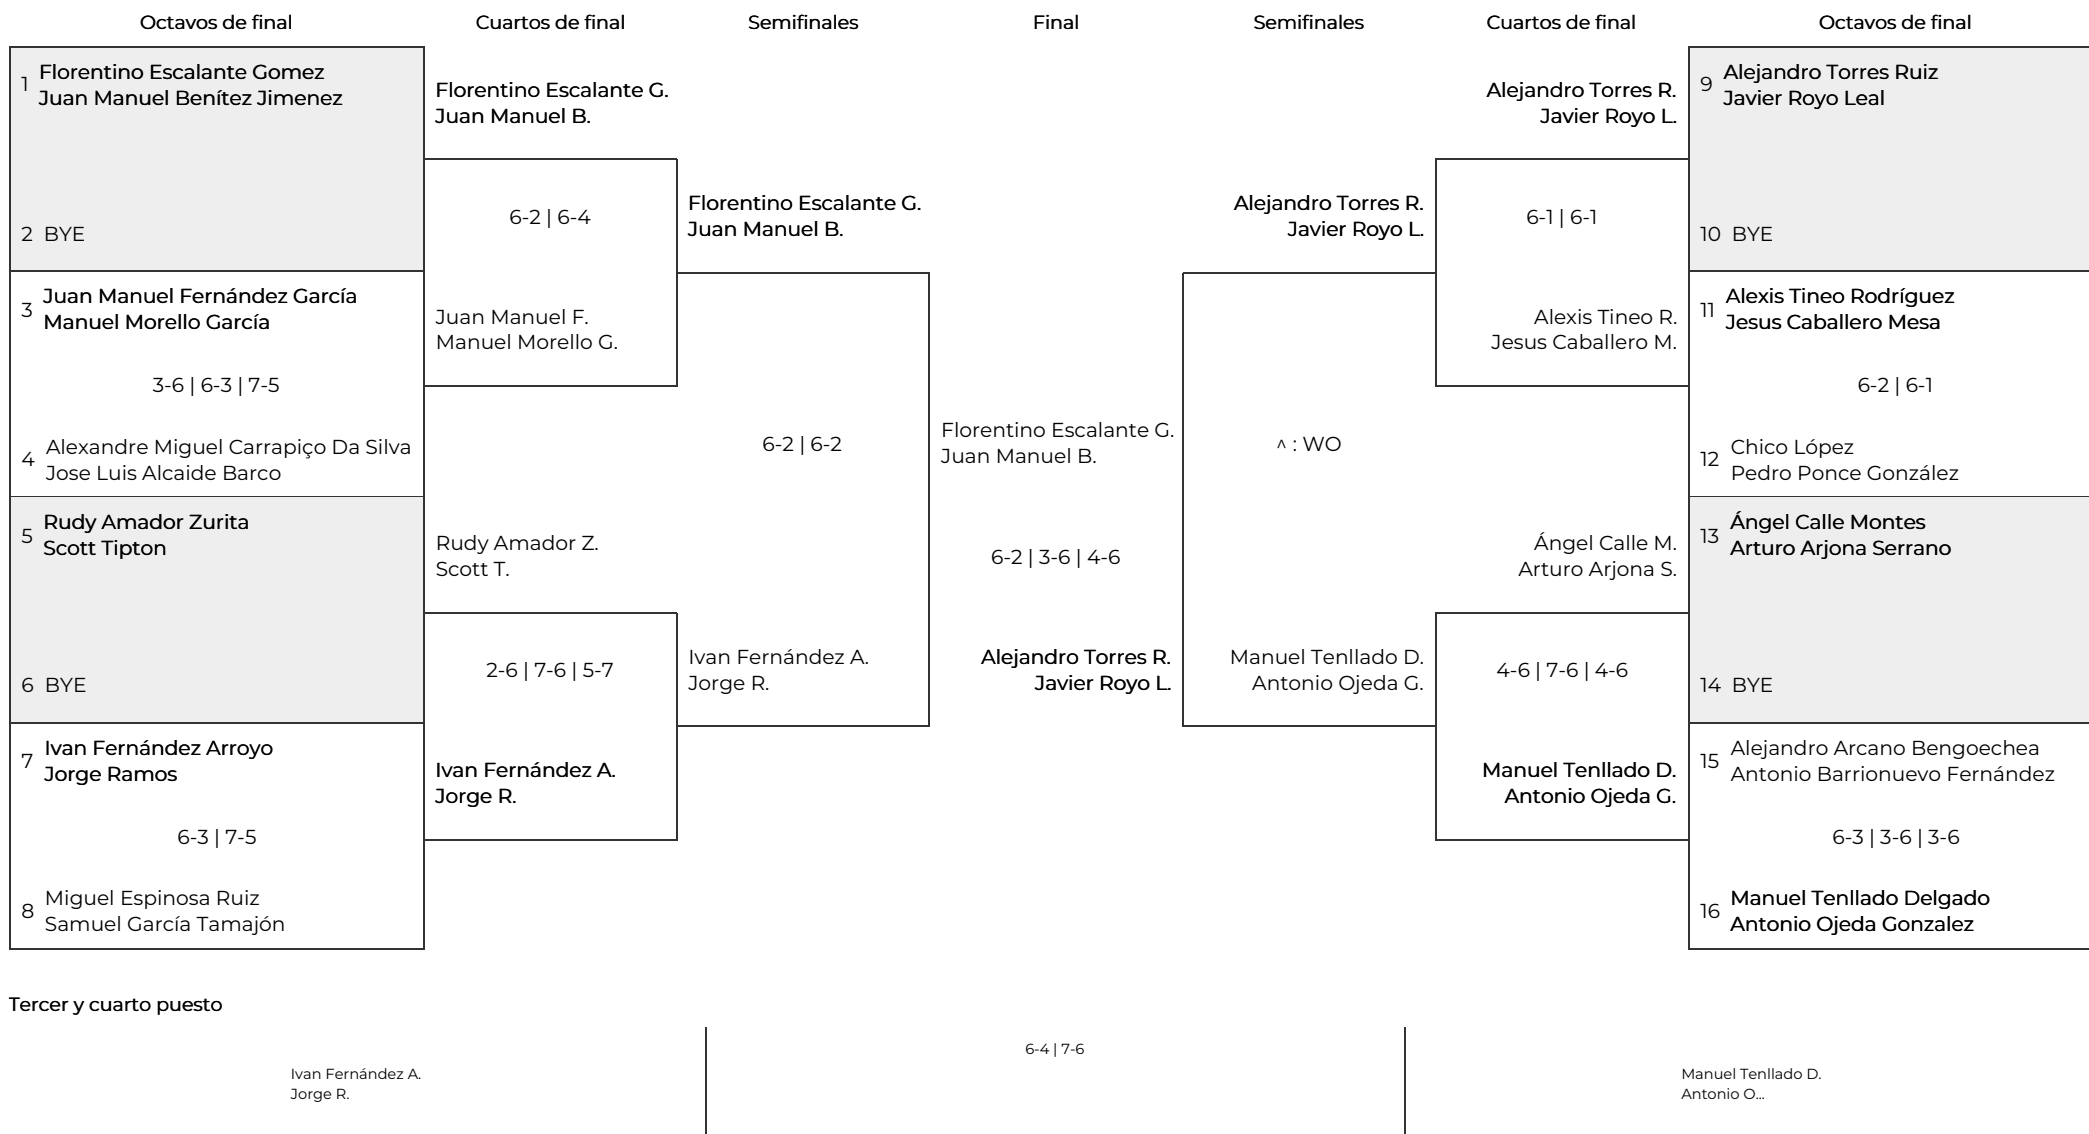 Octavos de final
Cuartos de final
Semifinales
Final
Semifinales
Cuartos de final
Octavos de final
1
Florentino Escalante Gomez
Juan Manuel Benítez Jimenez
2 BYE
3
Juan Manuel Fernández García
Manuel Morello García
3-6 | 6-3 | 7-5
4
Alexandre Miguel Carrapiço Da Silva
Jose Luis Alcaide Barco
5
Rudy Amador Zurita
Scott Tipton
6 BYE
7
Ivan Fernández Arroyo
Jorge Ramos
6-3 | 7-5
8
Miguel Espinosa Ruiz
Samuel García Tamajón
Florentino Escalante G.
Juan Manuel B.
6-2 | 6-4
Juan Manuel F.
Manuel Morello G.
Rudy Amador Z.
Scott T.
2-6 | 7-6 | 5-7
Ivan Fernández A.
Jorge R.
Florentino Escalante G.
Juan Manuel B.
6-2 | 6-2
Ivan Fernández A.
Jorge R.
Florentino Escalante G.
Juan Manuel B.
6-2 | 3-6 | 4-6
Alejandro Torres R.
Javier Royo L.
Alejandro Torres R.
Javier Royo L.
^ : WO
Manuel Tenllado D.
Antonio Ojeda G.
Alejandro Torres R.
Javier Royo L.
6-1 | 6-1
Alexis Tineo R.
Jesus Caballero M.
Ángel Calle M.
Arturo Arjona S.
4-6 | 7-6 | 4-6
Manuel Tenllado D.
Antonio Ojeda G.
9
Alejandro Torres Ruiz
Javier Royo Leal
10 BYE
11
Alexis Tineo Rodríguez
Jesus Caballero Mesa
6-2 | 6-1
12
Chico López
Pedro Ponce González
13
Ángel Calle Montes
Arturo Arjona Serrano
14 BYE
15
Alejandro Arcano Bengoechea
Antonio Barrionuevo Fernández
6-3 | 3-6 | 3-6
16
Manuel Tenllado Delgado
Antonio Ojeda Gonzalez
Tercer y cuarto puesto
Ivan Fernández A.
Jorge R.
6-4 | 7-6
Manuel Tenllado D.
Antonio O...